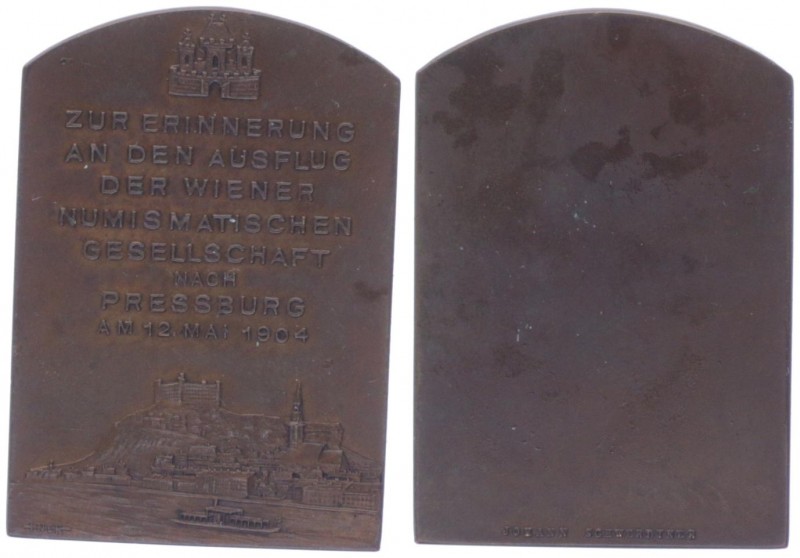 ZUR ERINNERUNG
AN DEN AUSFLUG
DER WIENER
NUMISMATISCHEN
GESELLSCHAFT
NACH
PRESSBURG
AM 12. MAI 1904